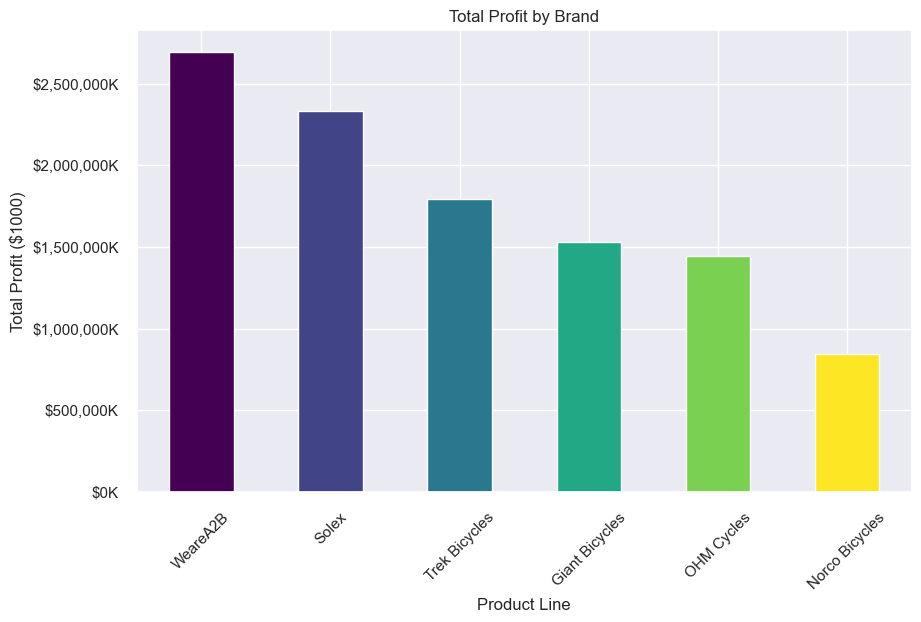 Total Profit by Brand
Total Profit ($1000)
$2,500,000K
$2,000,000K
$1,500,000K
$1,000,000K
$500,000K
$0K
WeareA2B
Solex
Trek Bicycles
Giant Bicycles
OHM Cycles
Norco Bicycles
Product Line